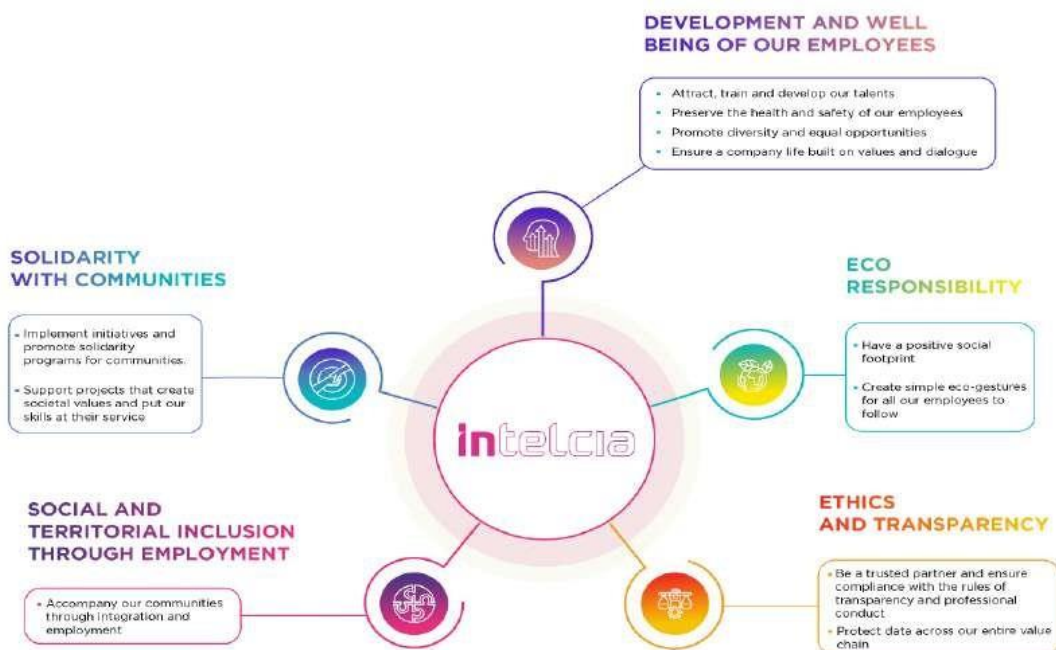 DEVELOPMENT AND WELL
BEING OF OUR EMPLOYEES
• Attract, train and develop our talents
• Preserve the health and safety of our employees
• Promote diversity and equal opportunities
• Ensure a company life built on values and dialogue
SOLIDARITY
WITH COMMUNITIES
• Implement initiatives and
promote solidarity
programs for communities.
• Support projects that create
societal values and put our
skills at their service
ECO
RESPONSIBILITY
• Have a positive social
footprint
• Create simple eco-gestures
for all our employees to
follow
intelcia
SOCIAL AND
TERRITORIAL INCLUSION
THROUGH EMPLOYMENT
• Accompany our communities
through integration and
employment
ETHICS
AND TRANSPARENCY
• Be a trusted partner and ensure
compliance with the rules of
transparency and professional
conduct
• Protect data across our entire value
chain